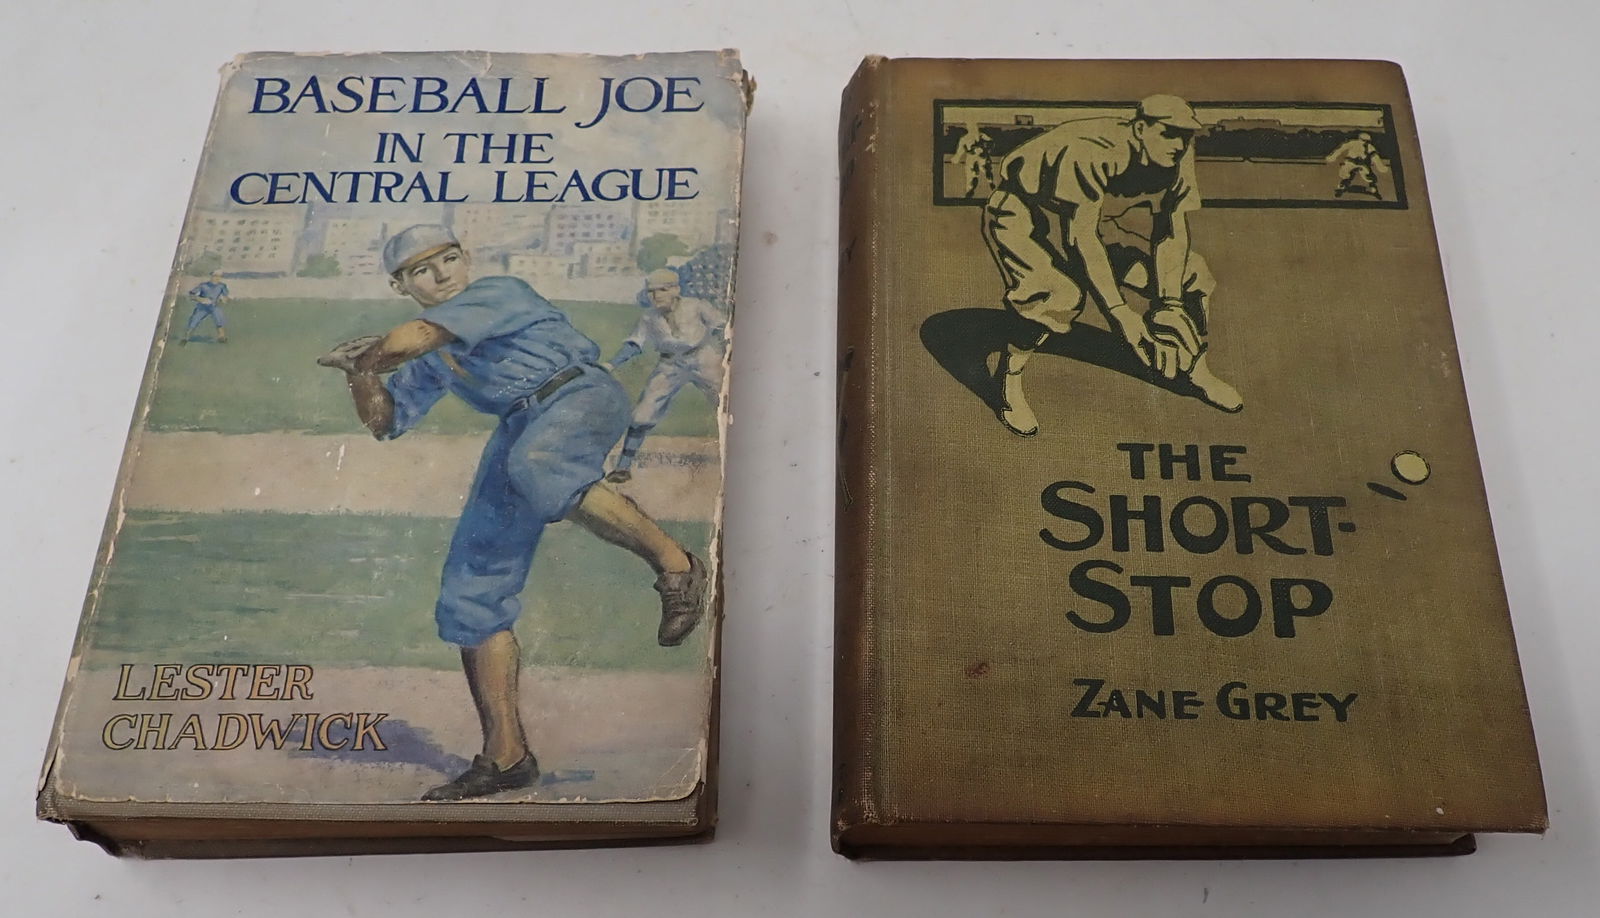 BASEBALL JOE
IN THE
CENTRAL LEAGUE
LESTER
CHADWICK
THE
SHORT-
STOP
ZANE GREY